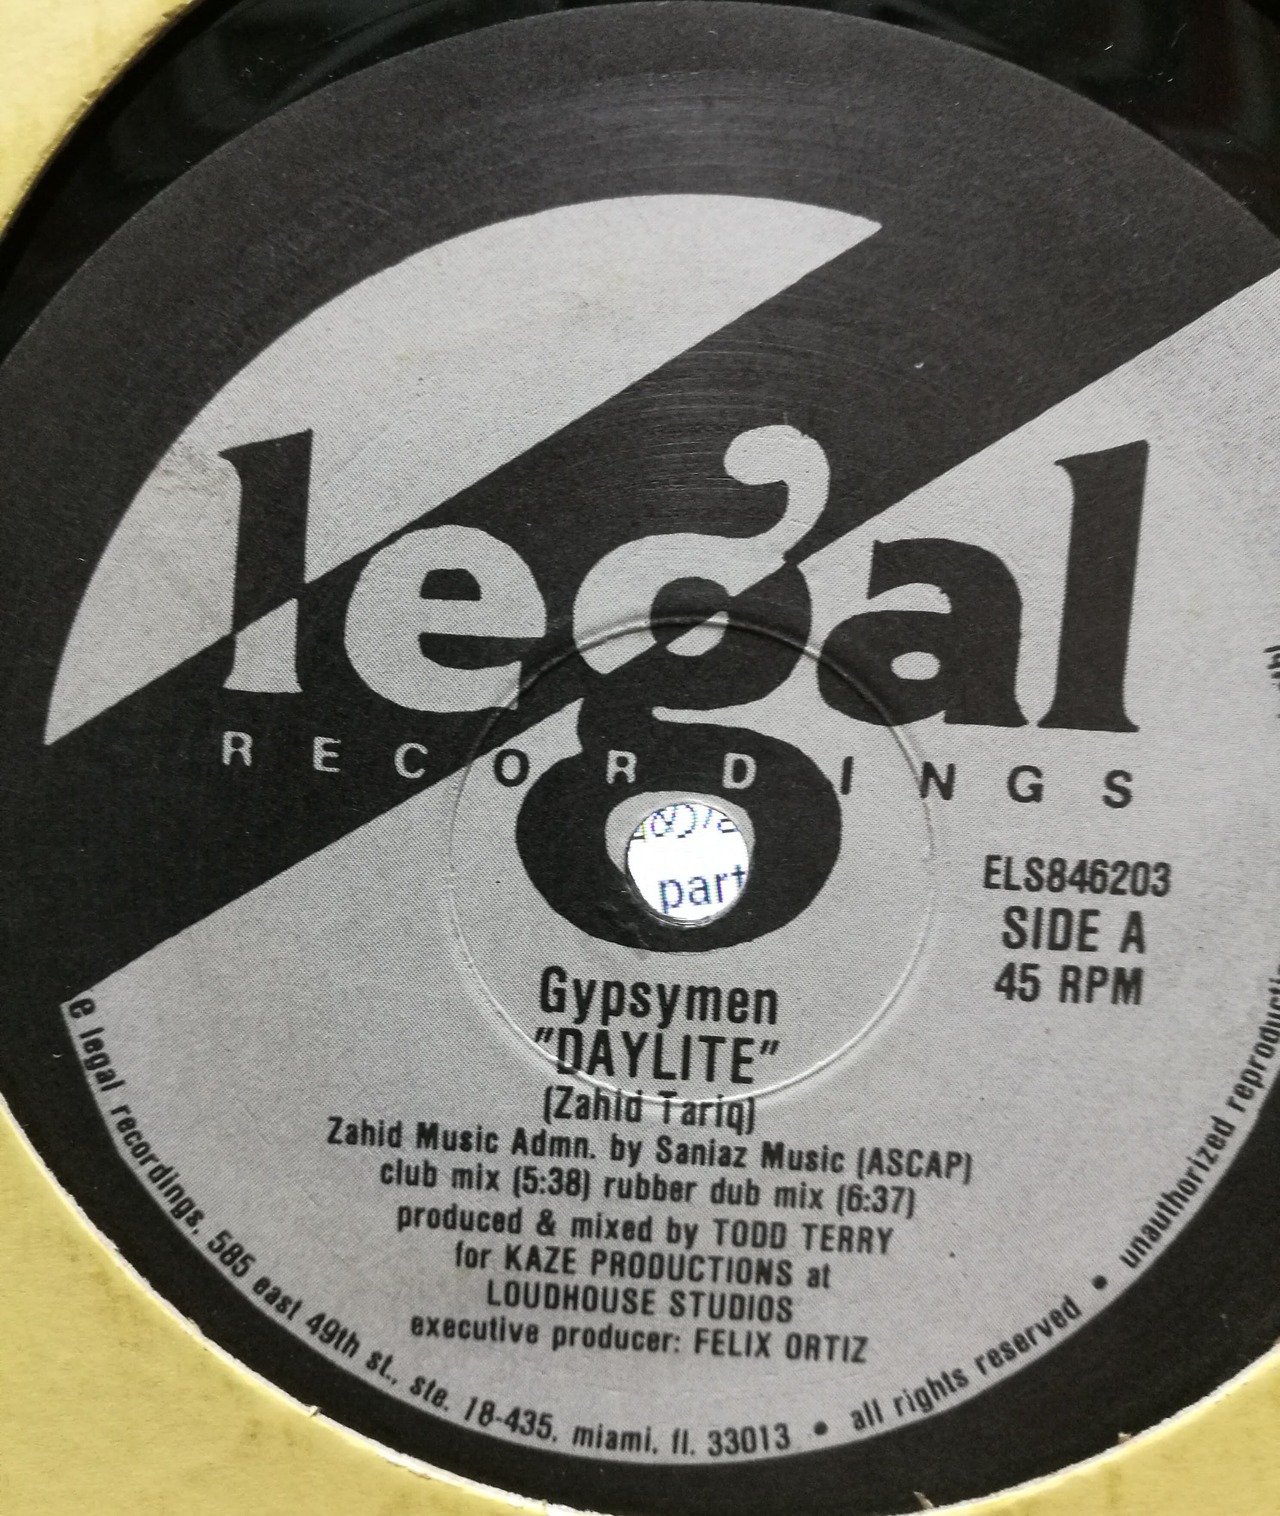 legal
RECORDINGS
part
ELS846203
SIDE A
45 RPM
Gypsymen
"DAYLITE"
(Zahid Tariq)
Zahid Music Admn. by Saniaz Music (ASCAP)
club mix (5:38) rubber dub mix (6:37)
produced & mixed by TODD TERRY
for KAZE PRODUCTIONS at
LOUDHOUSE STUDIOS
executive producer: FELIX ORTIZ
legal recordings, 585 east 49th st., ste. 18-435, miami, fl. 33013 • all rights reserved • unauthorized